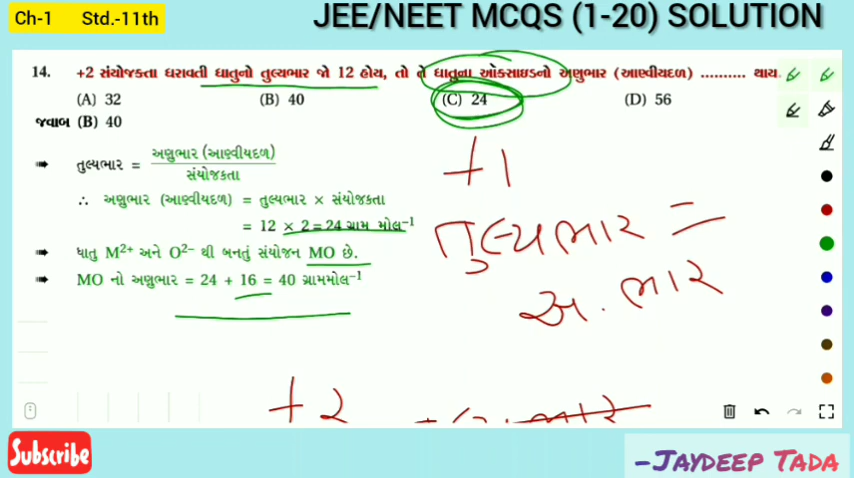 Ch-1 Std.-11th
JEE/NEET MCQS (1-20) SOLUTION
14. +2 સંયોજકતા ધરાવતી ધાતુનો તુલ્યભાર જો 12 હોય, તો તે ધાતુના ઑક્સાઇડનો અણુભાર (આણ્વીયદળ) .......... થાય.
(A) 32 (B) 40 (C) 24 (D) 56
જવાબ (B) 40
➠ તુલ્યભાર = અણુભાર (આણ્વીયદળ)
સંયોજકતા
∴ અણુભાર (આણ્વીયદળ) = તુલ્યભાર × સંયોજકતા
= 12 × 2 = 24 ગ્રામ મોલ⁻¹
➠ ધાતુ M²⁺ અને O²⁻ થી બનતું સંયોજન MO છે.
➠ MO નો અણુભાર = 24 + 16 = 40 ગ્રામમોલ⁻¹
+1
તુલ્યભાર =
અ. ભાર
+2
Subscribe
-JAYDEEP TADA